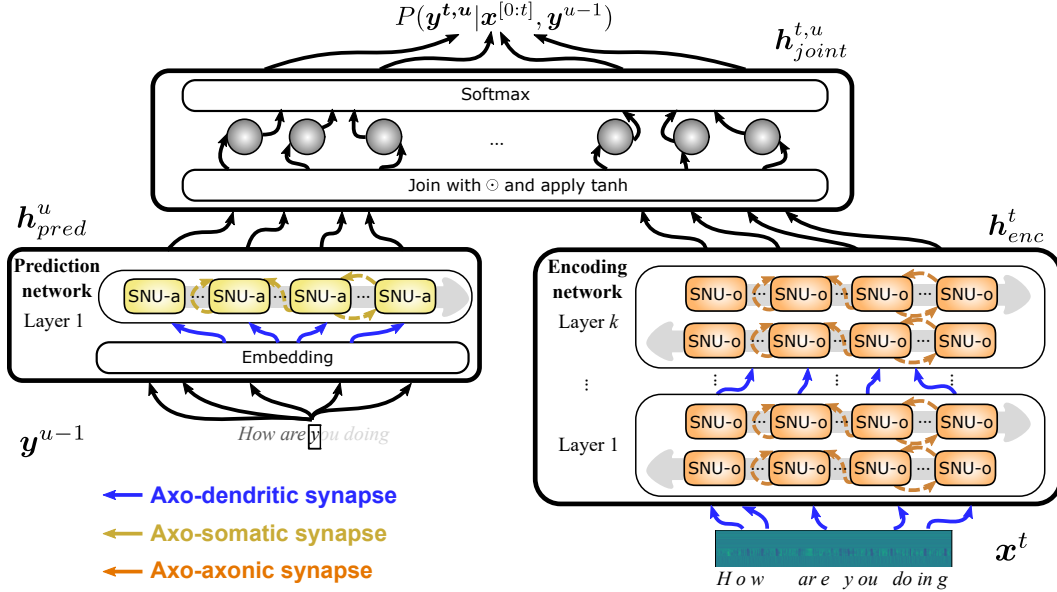 P(y^{t,u}|x^{[0:t]}, y^{u−1})
h^{t,u}_{joint}
Softmax
...
Join with ⊙ and apply tanh
h^{u}_{pred}
h^{t}_{enc}
Prediction
network
Layer 1
SNU-a ... SNU-a ... SNU-a ... SNU-a
Embedding
y^{u−1}
How are you doing
Encoding
network
Layer k
SNU-o ... SNU-o ... SNU-o ... SNU-o
SNU-o ... SNU-o ... SNU-o ... SNU-o
⋮ ⋮ ⋮ ⋮ ⋮
Layer 1
SNU-o ... SNU-o ... SNU-o ... SNU-o
SNU-o ... SNU-o ... SNU-o ... SNU-o
x^{t}
How are you doing
Axo-dendritic synapse
Axo-somatic synapse
Axo-axonic synapse